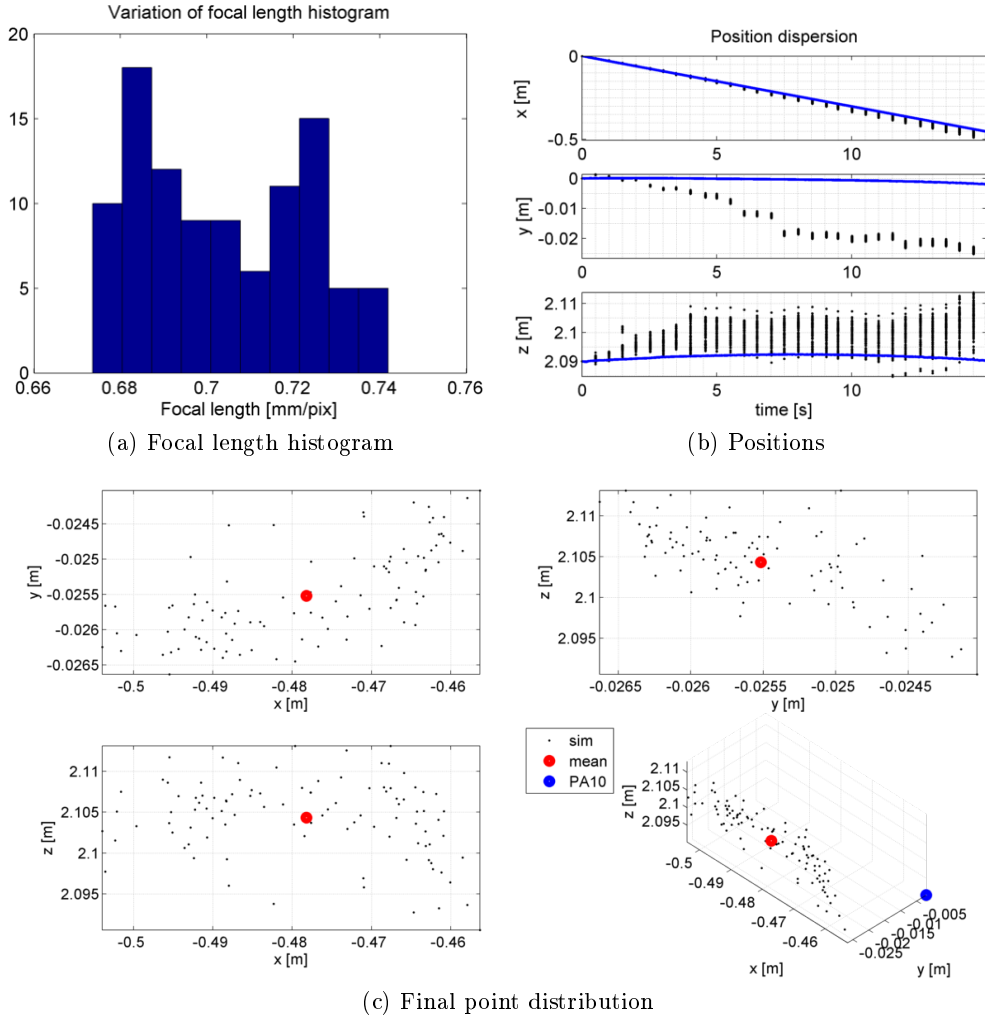 Variation of focal length histogram
20
15
10
5
0
0.66 0.68 0.7 0.72 0.74 0.76
Focal length [mm/pix]
(a) Focal length histogram
Position dispersion
0
-0.5
x [m]
0 5 10
0
-0.01
-0.02
y [m]
0 5 10
2.11
2.1
2.09
z [m]
0 5 10
time [s]
(b) Positions
-0.0245
-0.025
-0.0255
-0.026
-0.0265
y [m]
-0.5 -0.49 -0.48 -0.47 -0.46
x [m]
2.11
2.105
2.1
2.095
z [m]
-0.0265 -0.026 -0.0255 -0.025 -0.0245
y [m]
2.11
2.105
2.1
2.095
z [m]
-0.5 -0.49 -0.48 -0.47 -0.46
x [m]
sim
mean
PA10
2.11
2.105
2.1
2.095
z [m]
-0.5
-0.49
-0.48
-0.47
-0.46
x [m]
-0.005
-0.01
-0.015
-0.02
-0.025
y [m]
(c) Final point distribution